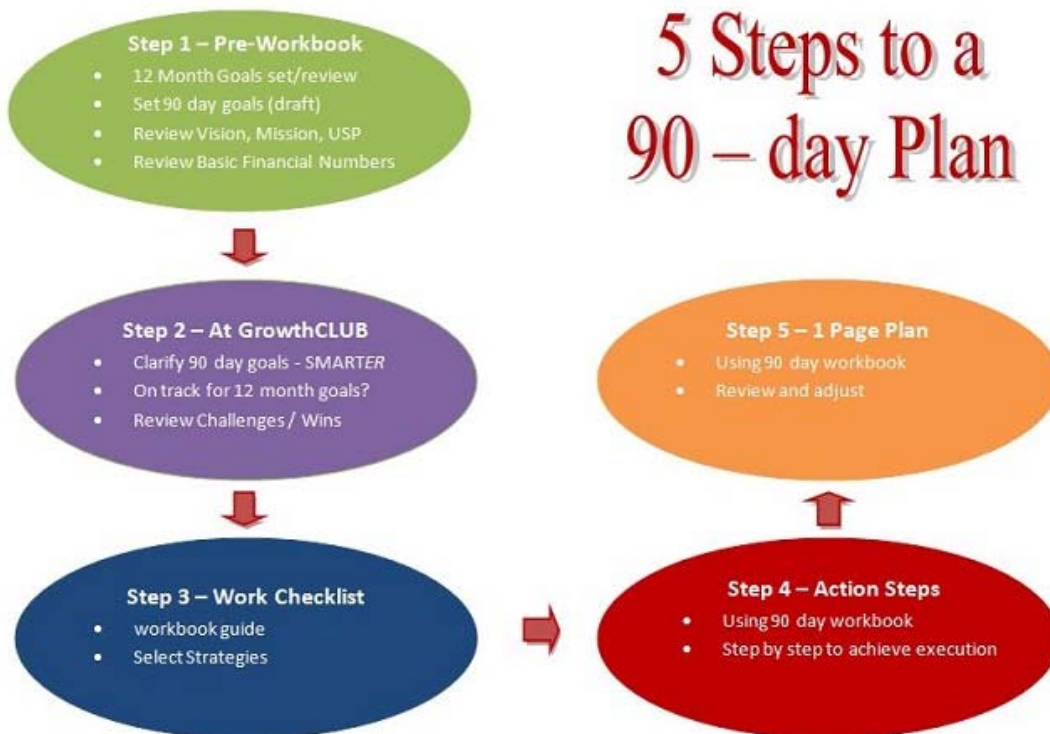 5 Steps to a
90 – day Plan
Step 1 – Pre-Workbook
• 12 Month Goals set/review
• Set 90 day goals (draft)
• Review Vision, Mission, USP
• Review Basic Financial Numbers
Step 2 – At GrowthCLUB
• Clarify 90 day goals - SMARTER
• On track for 12 month goals?
• Review Challenges / Wins
Step 3 – Work Checklist
• workbook guide
• Select Strategies
Step 4 – Action Steps
• Using 90 day workbook
• Step by step to achieve execution
Step 5 – 1 Page Plan
• Using 90 day workbook
• Review and adjust